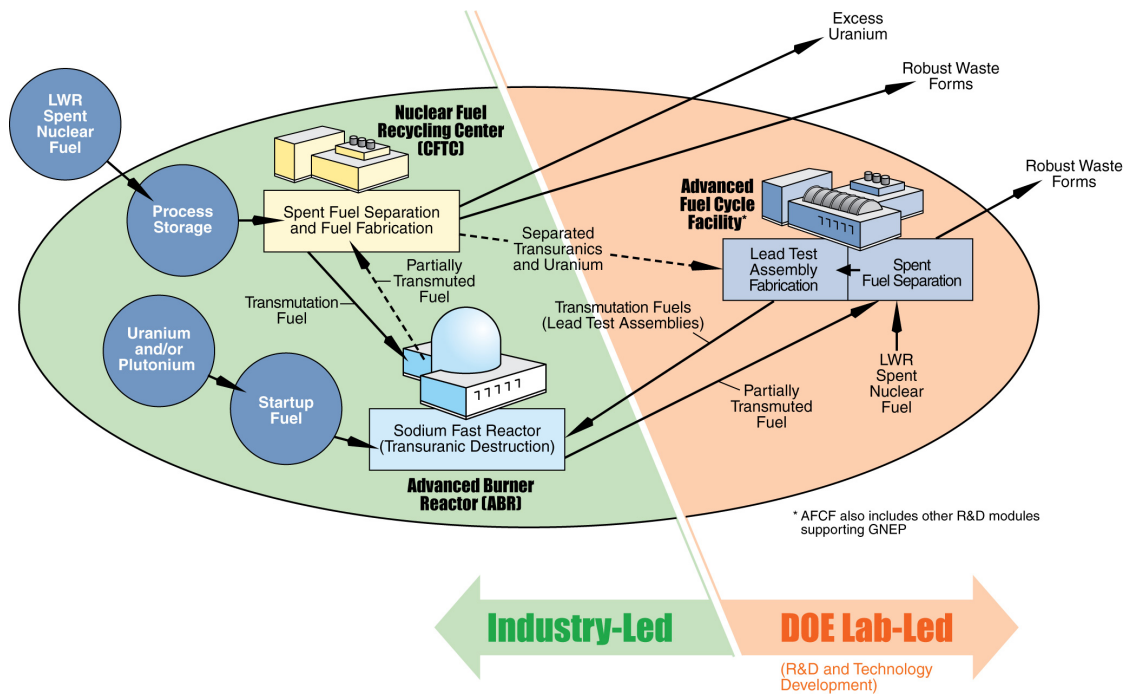 Excess
Uranium
Robust Waste
Forms
LWR
Spent
Nuclear
Fuel
Nuclear Fuel
Recycling Center
(CFTC)
Robust Waste
Forms
Process
Storage
Spent Fuel Separation
and Fuel Fabrication
Advanced
Fuel Cycle
Facility*
Separated
Transuranics
and Uranium
Lead Test
Assembly
Fabrication
Spent
Fuel Separation
Partially
Transmuted
Fuel
Transmutation
Fuel
Transmutation Fuels
(Lead Test Assemblies)
Uranium
and/or
Plutonium
LWR
Spent
Nuclear
Fuel
Startup
Fuel
Partially
Transmuted
Fuel
Sodium Fast Reactor
(Transuranic Destruction)
Advanced Burner
Reactor (ABR)
* AFCF also includes other R&D modules
supporting GNEP
Industry-Led
DOE Lab-Led
(R&D and Technology
Development)